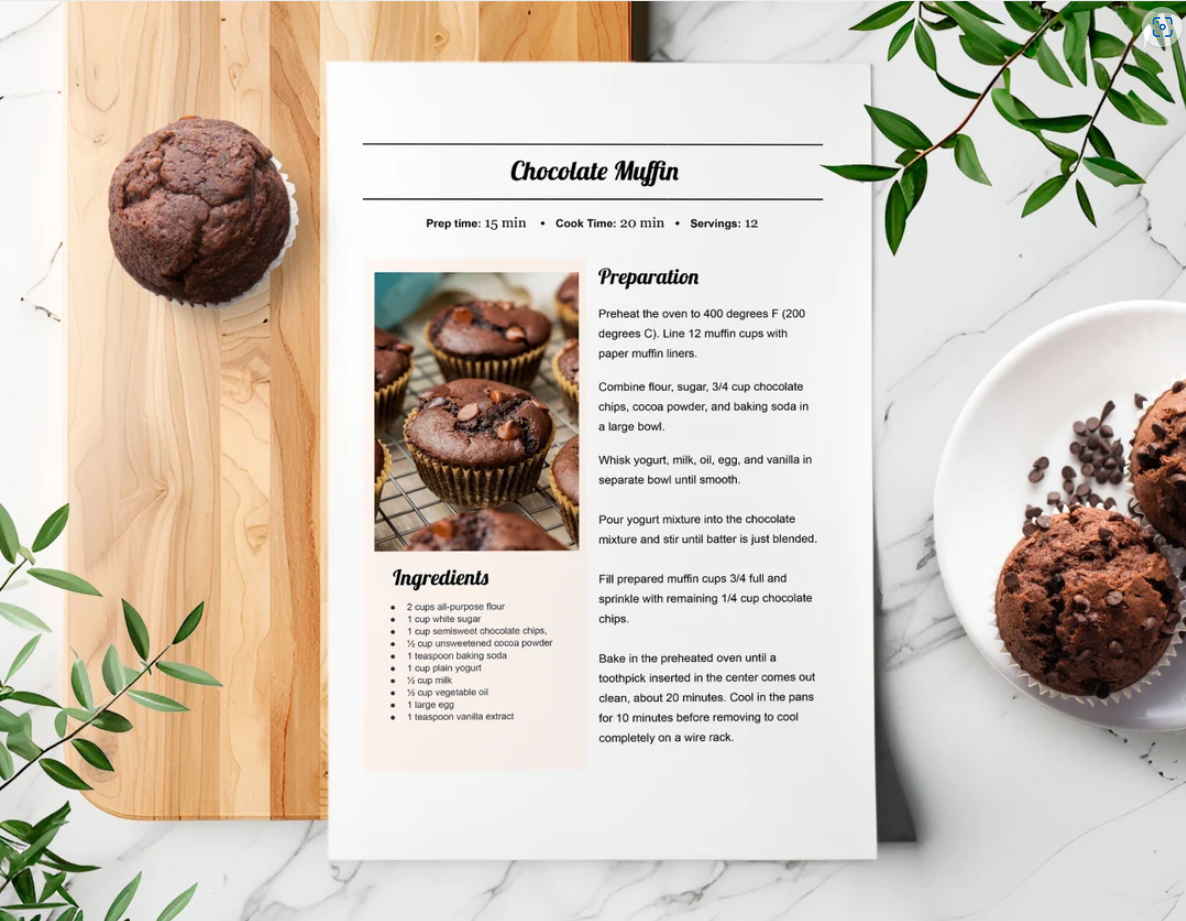 Chocolate Muffin
Prep time: 15 min • Cook Time: 20 min • Servings: 12
Preparation
Preheat the oven to 400 degrees F (200
degrees C). Line 12 muffin cups with
paper muffin liners.
Combine flour, sugar, 3/4 cup chocolate
chips, cocoa powder, and baking soda in
a large bowl.
Whisk yogurt, milk, oil, egg, and vanilla in
separate bowl until smooth.
Pour yogurt mixture into the chocolate
mixture and stir until batter is just blended.
Fill prepared muffin cups 3/4 full and
sprinkle with remaining 1/4 cup chocolate
chips.
Bake in the preheated oven until a
toothpick inserted in the center comes out
clean, about 20 minutes. Cool in the pans
for 10 minutes before removing to cool
completely on a wire rack.
Ingredients
• 2 cups all-purpose flour
• 1 cup white sugar
• 1 cup semisweet chocolate chips,
• ½ cup unsweetened cocoa powder
• 1 teaspoon baking soda
• 1 cup plain yogurt
• ½ cup milk
• ½ cup vegetable oil
• 1 large egg
• 1 teaspoon vanilla extract